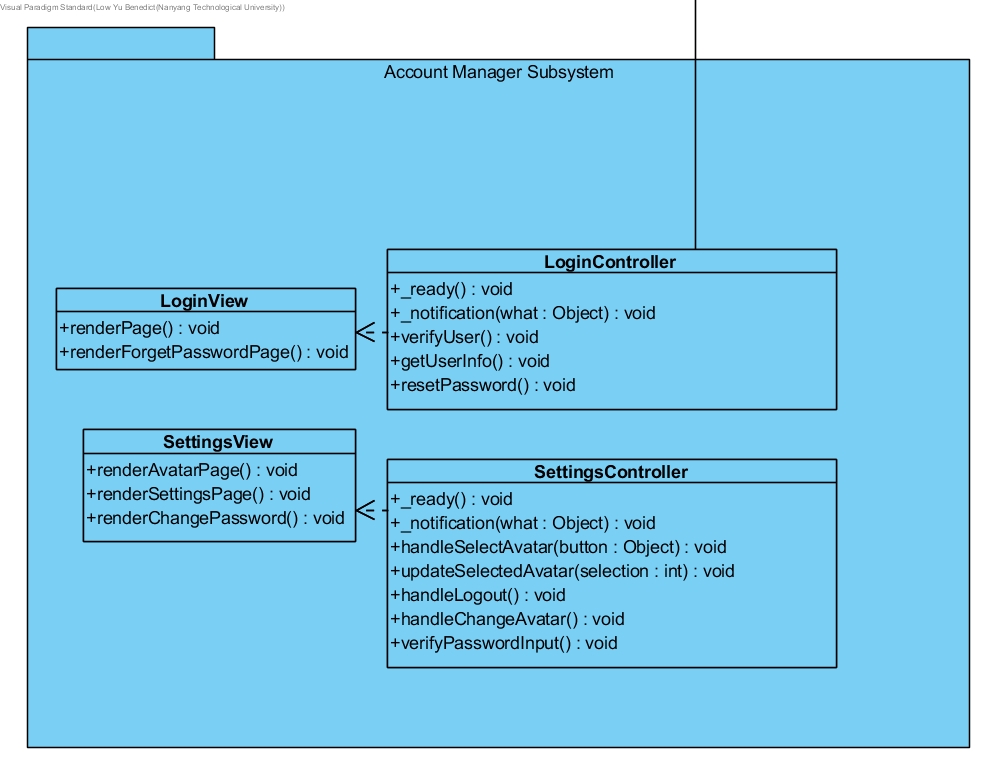 Visual Paradigm Standard(Low Yu Benedict(Nanyang Technological University))
Account Manager Subsystem
LoginController
+_ready() : void
+_notification(what : Object) : void
+verifyUser() : void
+getUserInfo() : void
+resetPassword() : void
LoginView
+renderPage() : void
+renderForgetPasswordPage() : void
SettingsView
+renderAvatarPage() : void
+renderSettingsPage() : void
+renderChangePassword() : void
SettingsController
+_ready() : void
+_notification(what : Object) : void
+handleSelectAvatar(button : Object) : void
+updateSelectedAvatar(selection : int) : void
+handleLogout() : void
+handleChangeAvatar() : void
+verifyPasswordInput() : void